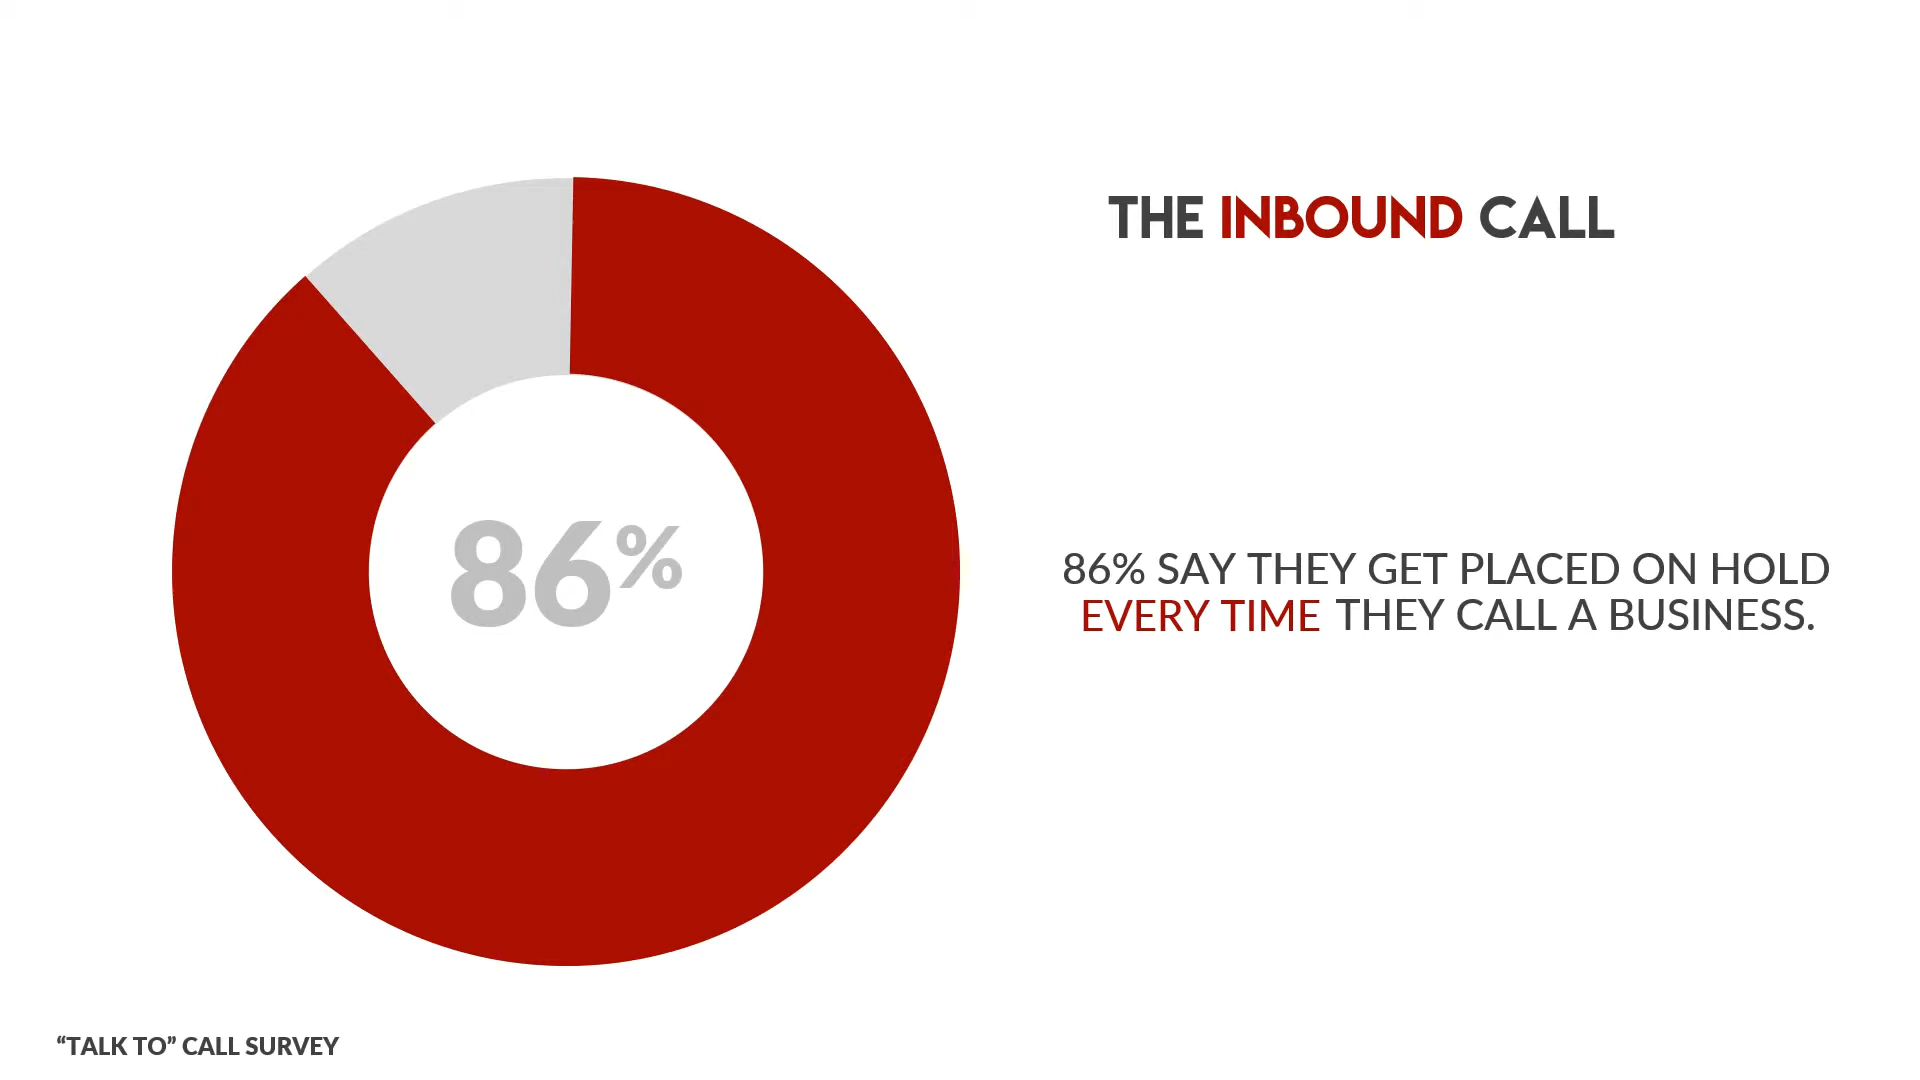 THE INBOUND CALL
86%
86% SAY THEY GET PLACED ON HOLD
EVERY TIME THEY CALL A BUSINESS.
“TALK TO” CALL SURVEY